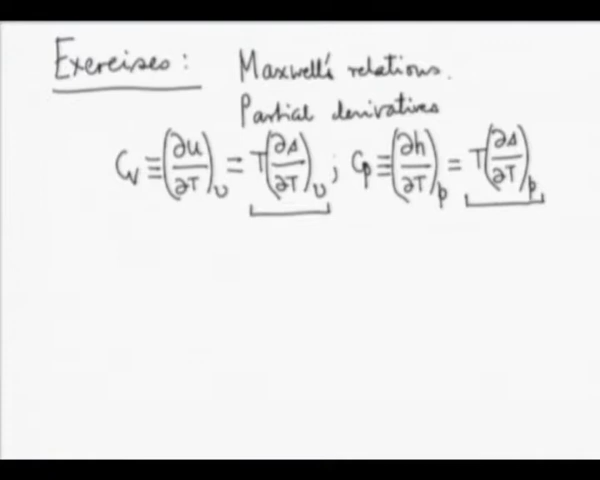 Exercises: Maxwell's relations.
Partial derivatives
Cv ≡ (∂u/∂T)v = T(∂s/∂T)v ; Cp ≡ (∂h/∂T)p = T(∂s/∂T)p